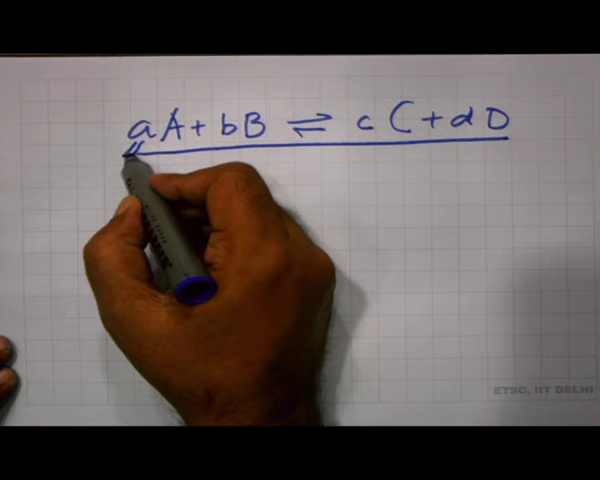 aA + bB ⇌ cC + dD
ETSC, IIT DELHI